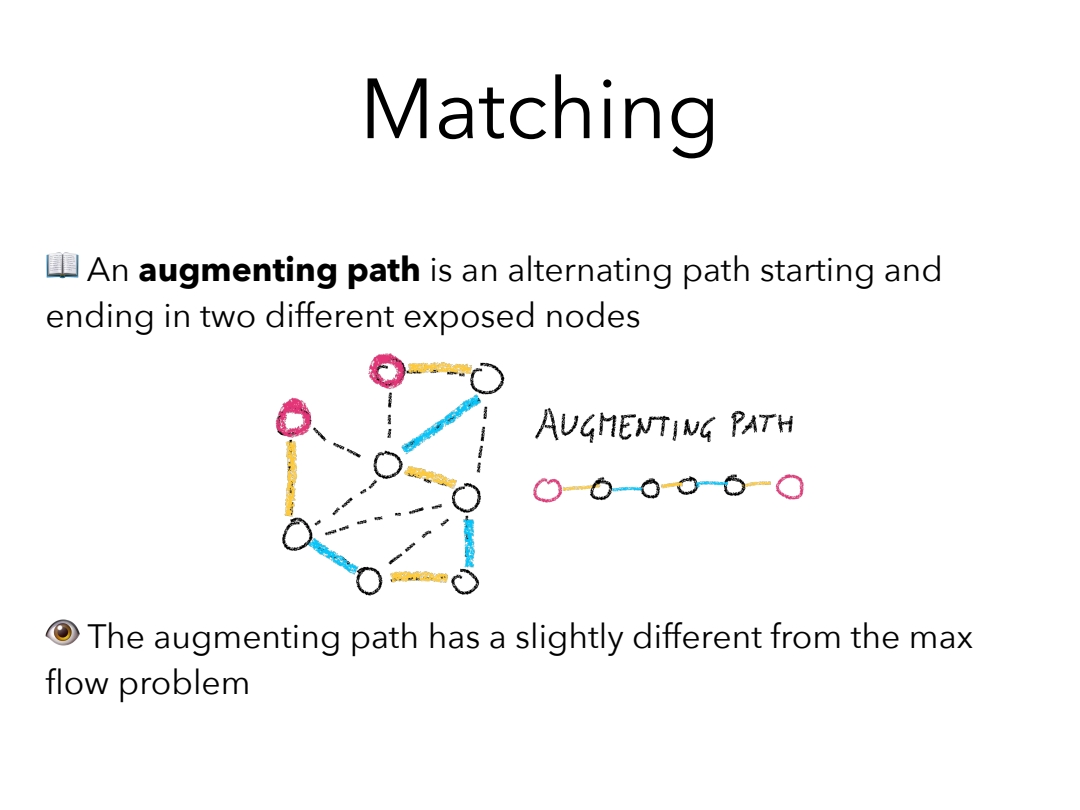 Matching
📖 An augmenting path is an alternating path starting and
ending in two different exposed nodes
AUGMENTING PATH
👁 The augmenting path has a slightly different from the max
flow problem